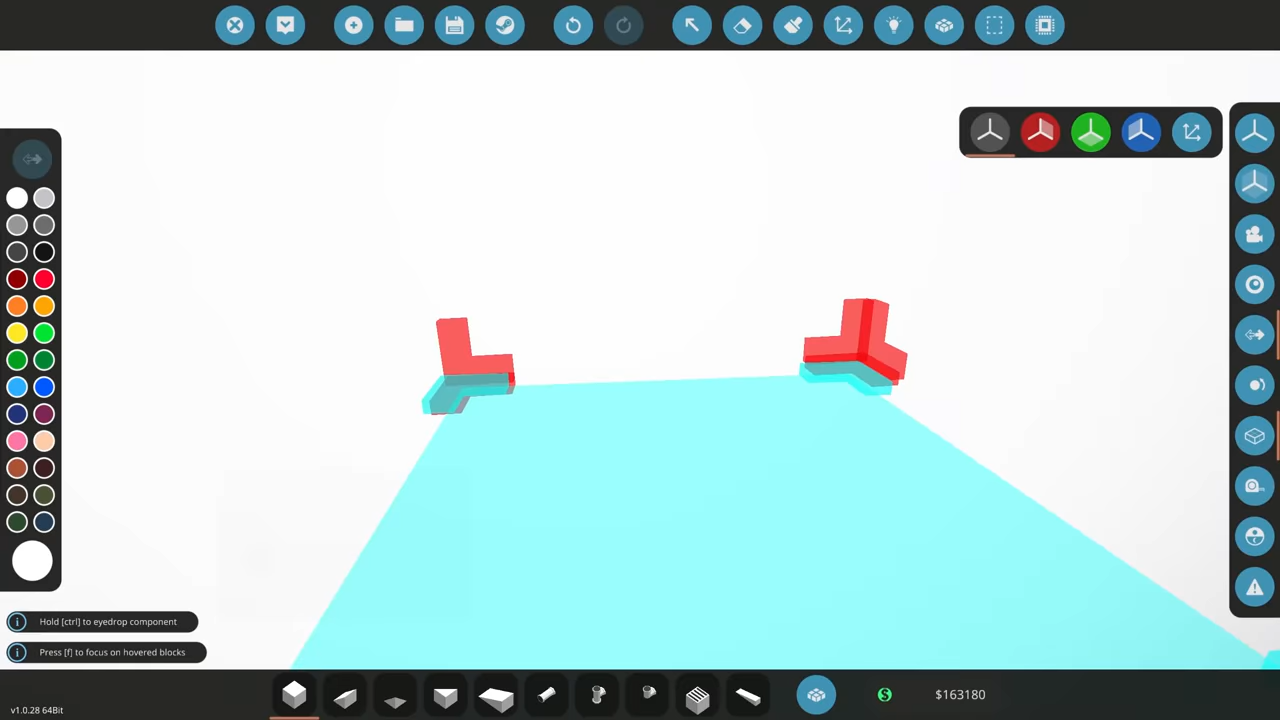 Hold [ctrl] to eyedrop component
Press [f] to focus on hovered blocks
v1.0.28 64Bit
$163180